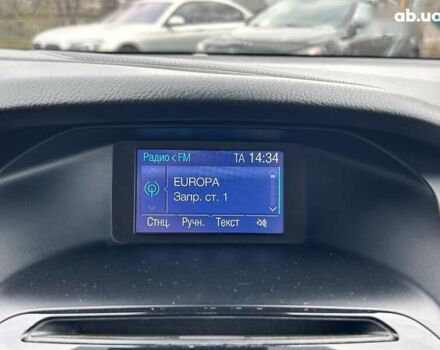 ab.ua
Радио < FM TA 14:34
EUROPA
Запр. ст. 1
Стнц. Ручн. Текст